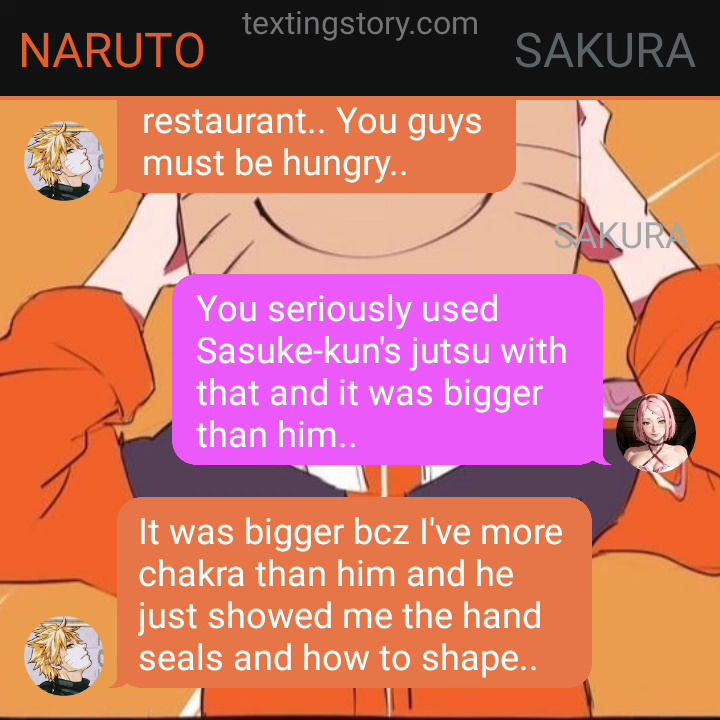 textingstory.com
NARUTO
SAKURA
restaurant.. You guys
must be hungry..
SAKURA
You seriously used
Sasuke-kun's jutsu with
that and it was bigger
than him..
It was bigger bcz I've more
chakra than him and he
just showed me the hand
seals and how to shape..